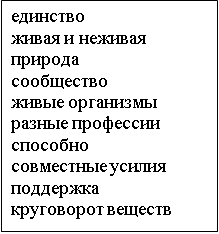 единство
живая и неживая
природа
сообщество
живые организмы
разные профессии
способно
совместные усилия
поддержка
круговорот веществ